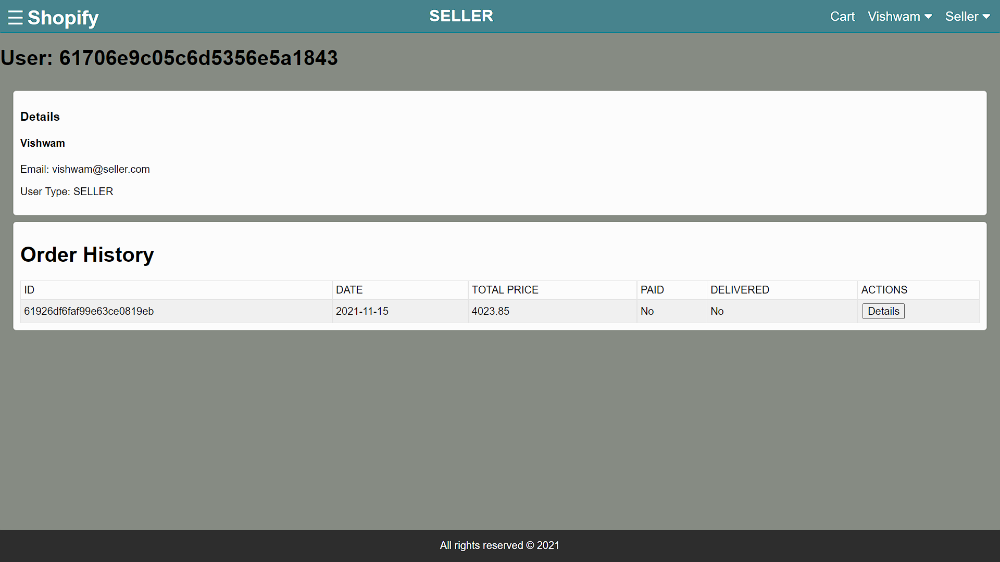 ☰ Shopify SELLER Cart Vishwam Seller
User: 61706e9c05c6d5356e5a1843
Details
Vishwam
Email: vishwam@seller.com
User Type: SELLER
Order History
ID DATE TOTAL PRICE PAID DELIVERED ACTIONS
61926df6faf99e63ce0819eb 2021-11-15 4023.85 No No Details
All rights reserved © 2021